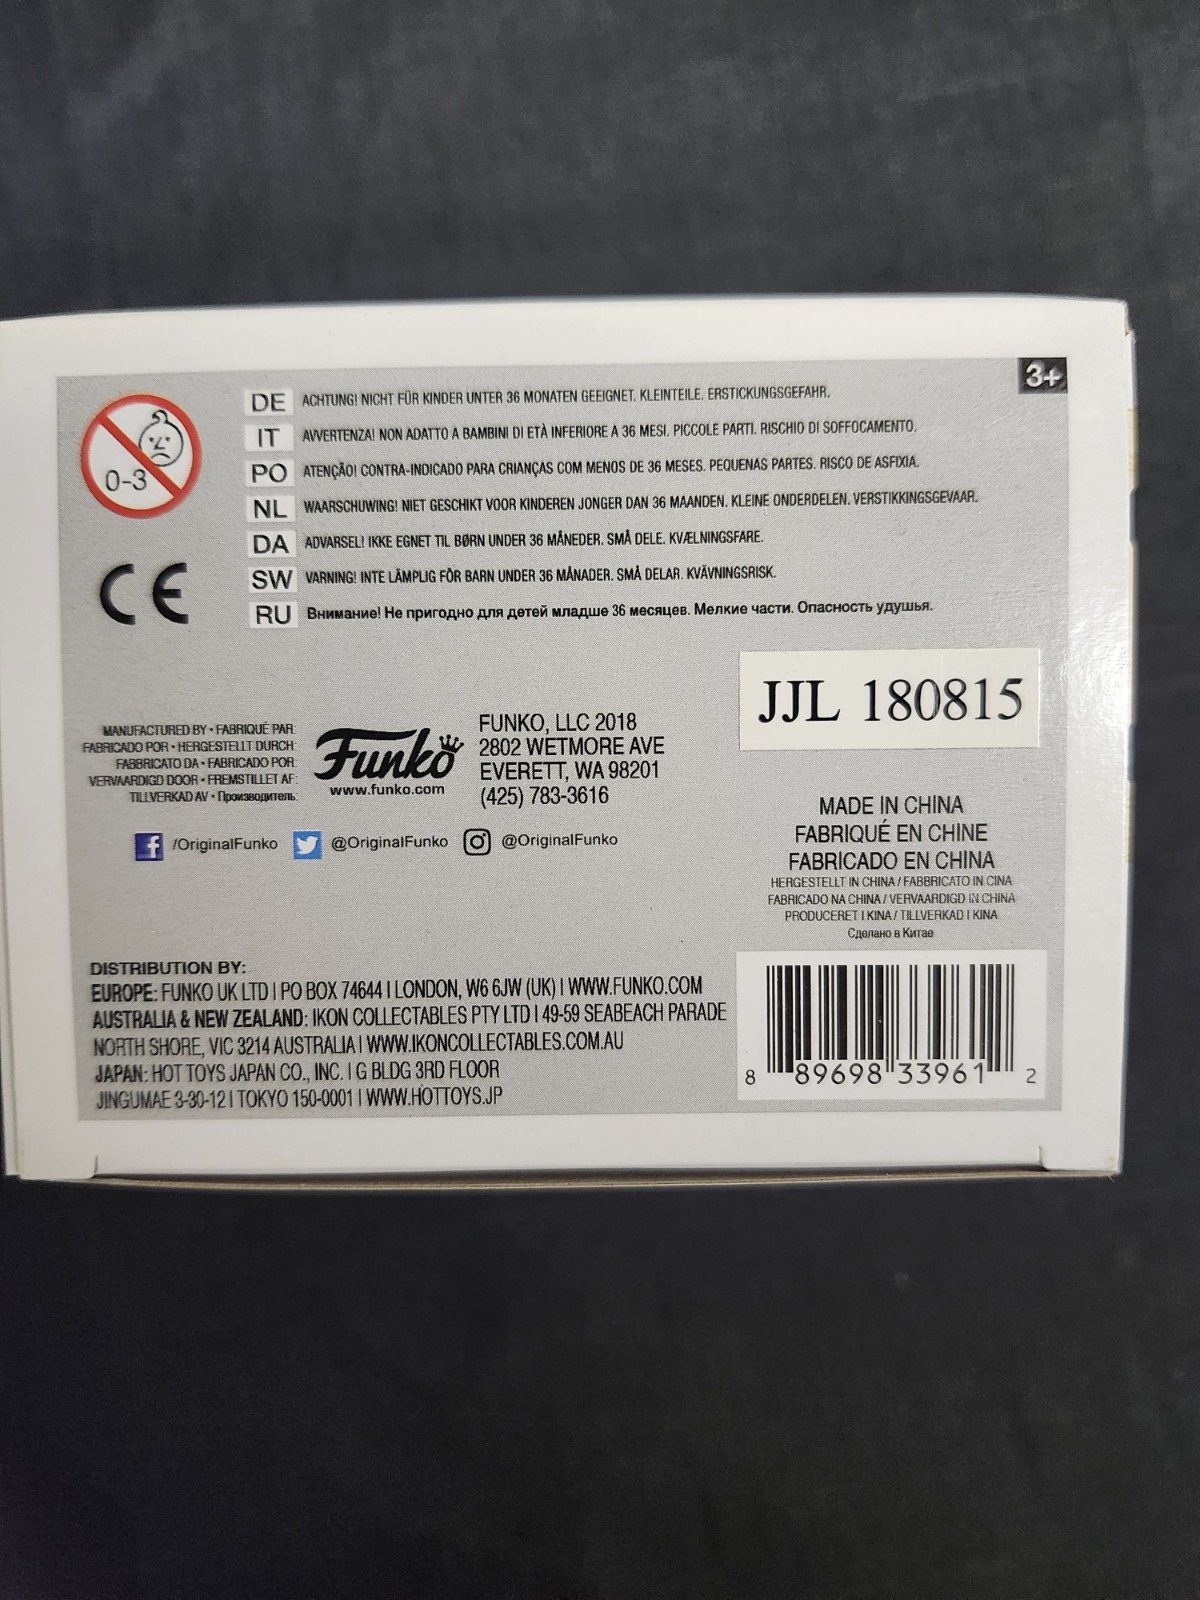 3+
0-3
DE ACHTUNG! NICHT FÜR KINDER UNTER 36 MONATEN GEEIGNET. KLEINTEILE. ERSTICKUNGSGEFAHR.
IT AVVERTENZA! NON ADATTO A BAMBINI DI ETÀ INFERIORE A 36 MESI. PICCOLE PARTI. RISCHIO DI SOFFOCAMENTO.
PO ATENÇÃO! CONTRA-INDICADO PARA CRIANÇAS COM MENOS DE 36 MESES. PEQUENAS PARTES. RISCO DE ASFIXIA.
NL WAARSCHUWING! NIET GESCHIKT VOOR KINDEREN JONGER DAN 36 MAANDEN. KLEINE ONDERDELEN. VERSTIKKINGSGEVAAR.
DA ADVARSEL! IKKE EGNET TIL BØRN UNDER 36 MÅNEDER. SMÅ DELE. KVÆLNINGSFARE.
SW VARNING! INTE LÄMPLIG FÖR BARN UNDER 36 MÅNADER. SMÅ DELAR. KVÄVNINGSRISK.
RU Внимание! Не пригодно для детей младше 36 месяцев. Мелкие части. Опасность удушья.
CE
JJL 180815
MANUFACTURED BY • FABRIQUÉ PAR:
FABRICADO POR • HERGESTELLT DURCH:
FABBRICATO DA • FABRICADO POR:
VERVAARDIGD DOOR • FREMSTILLET AF:
TILLVERKAD AV • Производитель:
Funko
www.funko.com
FUNKO, LLC 2018
2802 WETMORE AVE
EVERETT, WA 98201
(425) 783-3616
/OriginalFunko @OriginalFunko @OriginalFunko
MADE IN CHINA
FABRIQUÉ EN CHINE
FABRICADO EN CHINA
HERGESTELLT IN CHINA / FABBRICATO IN CINA
FABRICADO NA CHINA / VERVAARDIGD IN CHINA
PRODUCERET I KINA / TILLVERKAD I KINA
Сделано в Китае
DISTRIBUTION BY:
EUROPE: FUNKO UK LTD | PO BOX 74644 | LONDON, W6 6JW (UK) | WWW.FUNKO.COM
AUSTRALIA & NEW ZEALAND: IKON COLLECTABLES PTY LTD | 49-59 SEABEACH PARADE
NORTH SHORE, VIC 3214 AUSTRALIA | WWW.IKONCOLLECTABLES.COM.AU
JAPAN: HOT TOYS JAPAN CO., INC. | G BLDG 3RD FLOOR
JINGUMAE 3-30-12 | TOKYO 150-0001 | WWW.HOTTOYS.JP
8 89698 33961 2